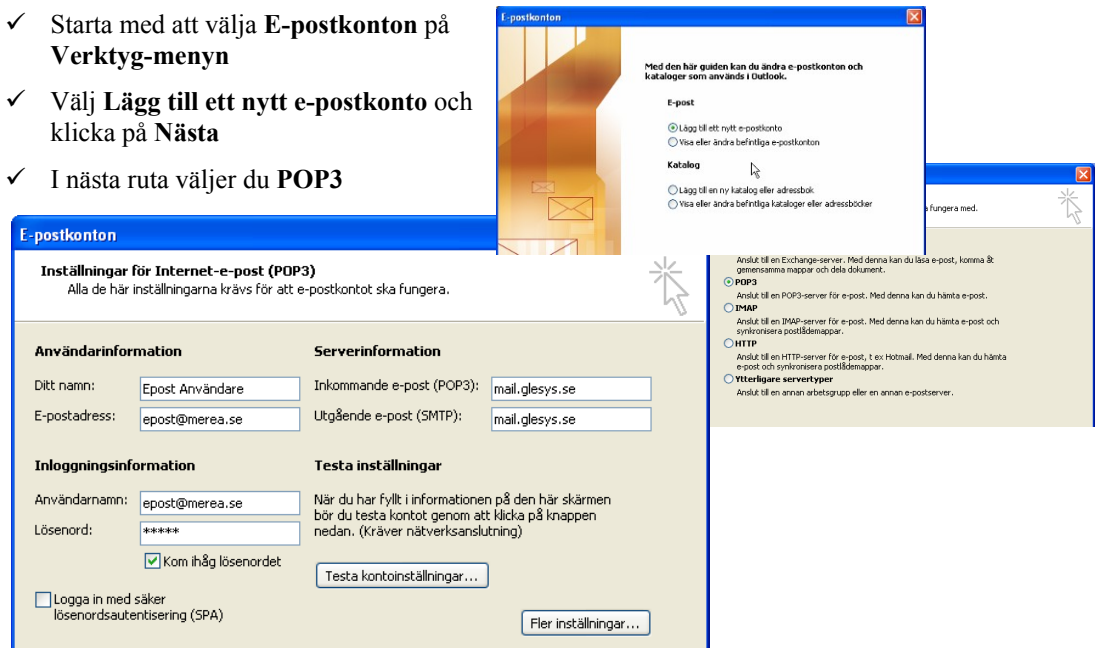 ✓ Starta med att välja E-postkonton på
Verktyg-menyn
✓ Välj Lägg till ett nytt e-postkonto och
klicka på Nästa
✓ I nästa ruta väljer du POP3
E-postkonton
Med den här guiden kan du ändra e-postkonton och
kataloger som används i Outlook.
E-post
Lägg till ett nytt e-postkonto
Visa eller ändra befintliga e-postkonton
Katalog
Lägg till en ny katalog eller adressbok
Visa eller ändra befintliga kataloger eller adressböcker
a fungera med.
Anslut till en Exchange-server. Med denna kan du läsa e-post, komma åt
gemensamma mappar och dela dokument.
POP3
Anslut till en POP3-server för e-post. Med denna kan du hämta e-post.
IMAP
Anslut till en IMAP-server för e-post. Med denna kan du hämta e-post och
synkronisera postlådemappar.
HTTP
Anslut till en HTTP-server för e-post, t ex Hotmail. Med denna kan du hämta
e-post och synkronisera postlådemappar.
Ytterligare servertyper
Anslut till en annan arbetsgrupp eller en annan e-postserver.
E-postkonton
Inställningar för Internet-e-post (POP3)
Alla de här inställningarna krävs för att e-postkontot ska fungera.
Användarinformation
Ditt namn: Epost Användare
E-postadress: epost@merea.se
Serverinformation
Inkommande e-post (POP3): mail.glesys.se
Utgående e-post (SMTP): mail.glesys.se
Inloggningsinformation
Användarnamn: epost@merea.se
Lösenord: *****
Kom ihåg lösenordet
Logga in med säker
lösenordsautentisering (SPA)
Testa inställningar
När du har fyllt i informationen på den här skärmen
bör du testa kontot genom att klicka på knappen
nedan. (Kräver nätverksanslutning)
Testa kontoinställningar...
Fler inställningar...